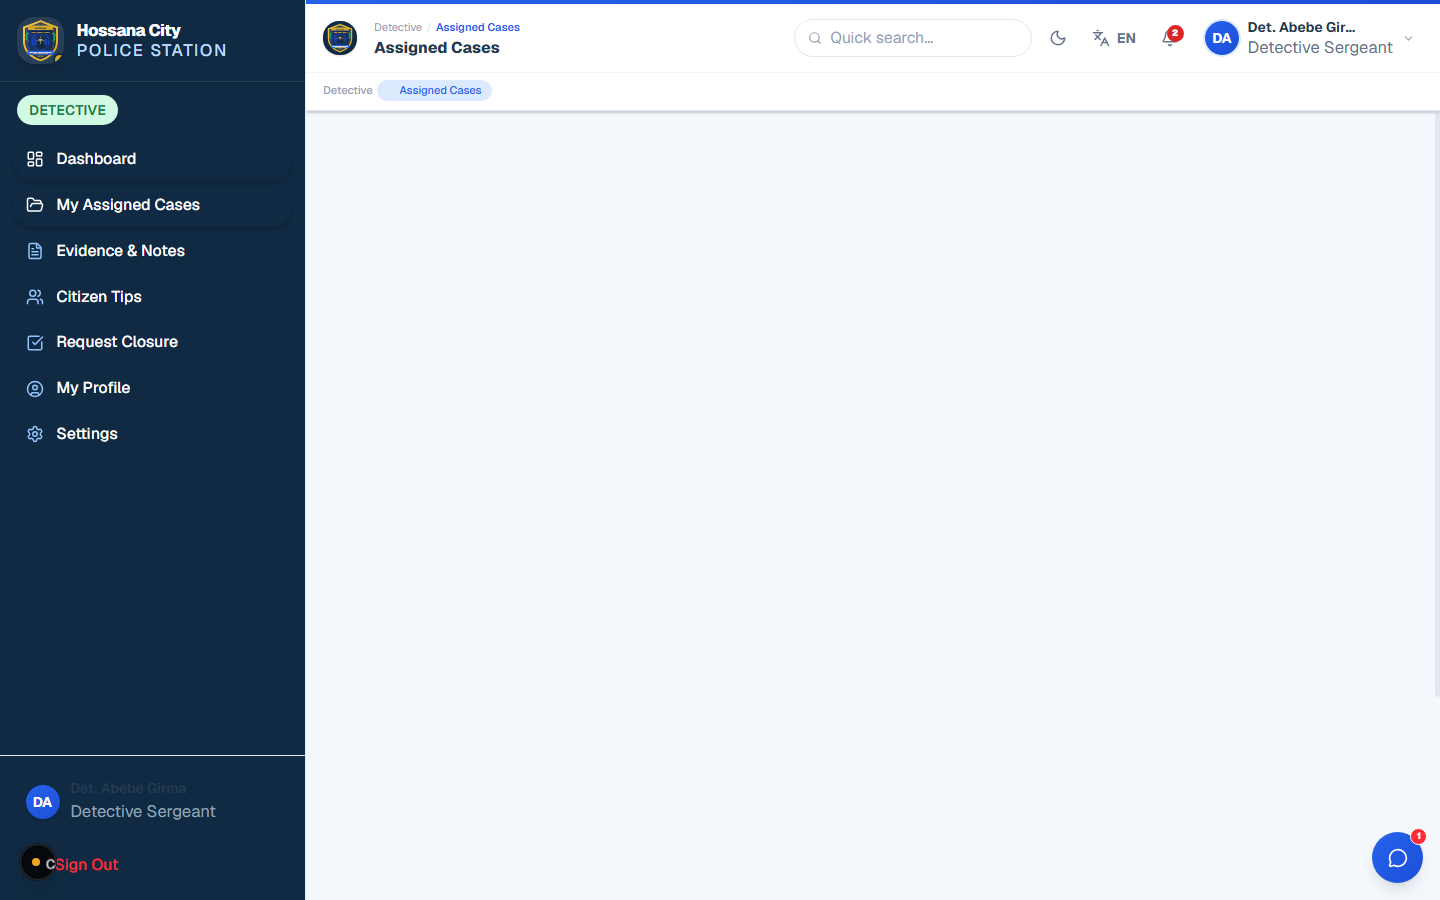 Hossana City
POLICE STATION
DETECTIVE
Dashboard
My Assigned Cases
Evidence & Notes
Citizen Tips
Request Closure
My Profile
Settings
DA
Det. Abebe Girma
Detective Sergeant
C
Sign Out
Detective / Assigned Cases
Assigned Cases
Quick search...
EN
2
DA
Det. Abebe Gir...
Detective Sergeant
Detective
Assigned Cases
1